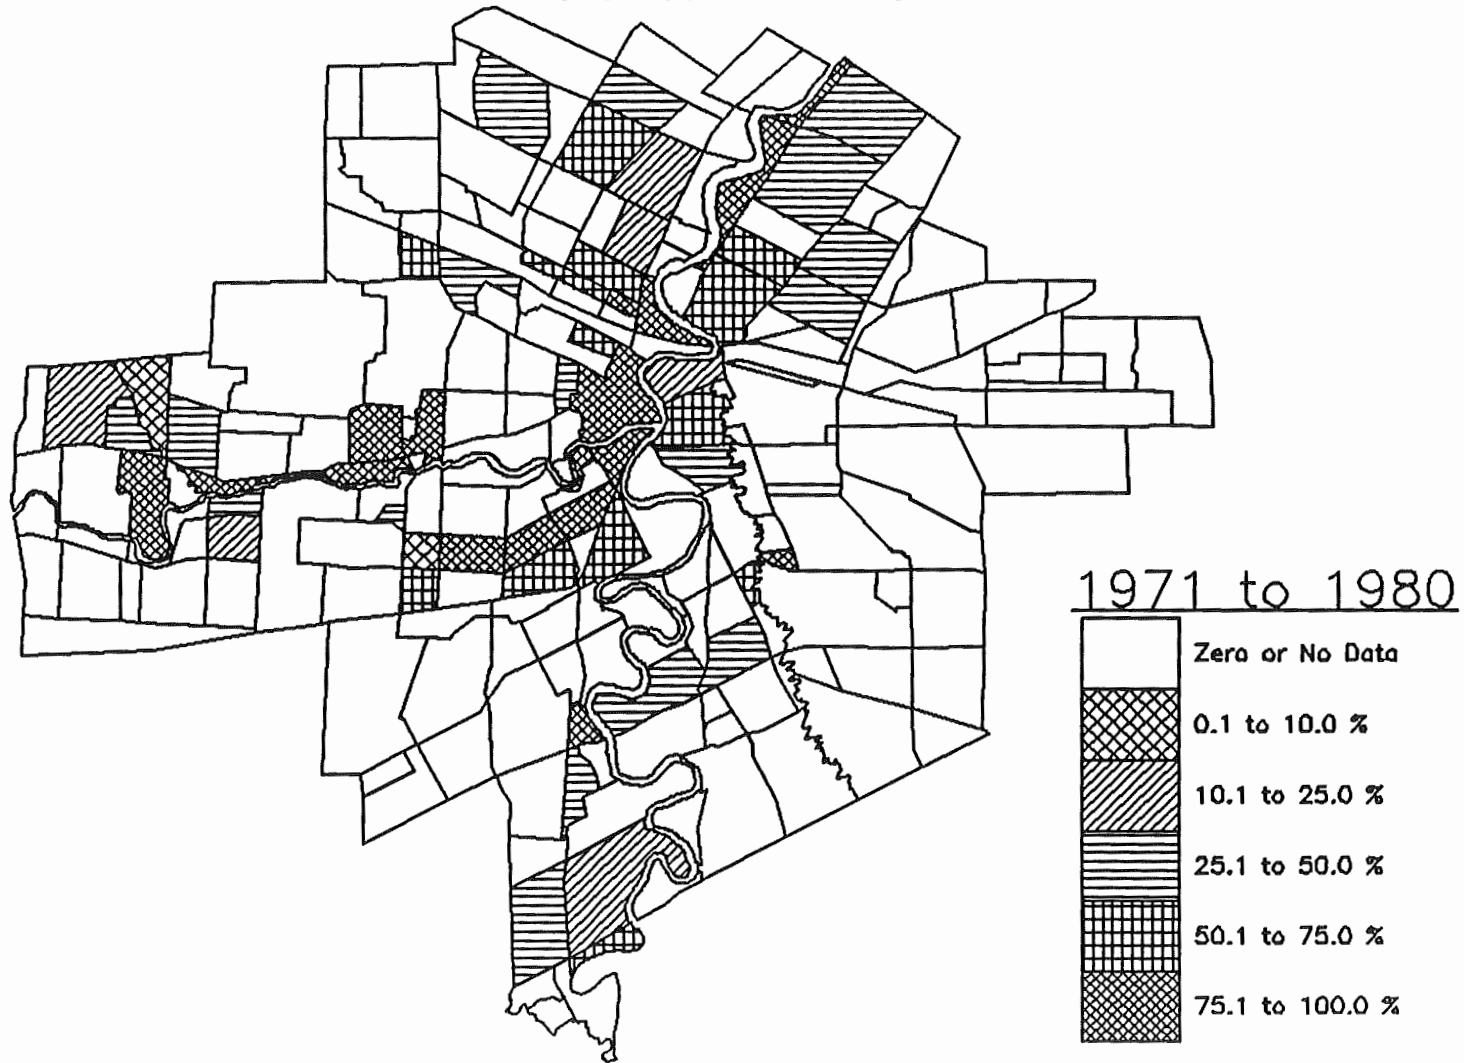 1971 to 1980
Zero or No Data
0.1 to 10.0 %
10.1 to 25.0 %
25.1 to 50.0 %
50.1 to 75.0 %
75.1 to 100.0 %